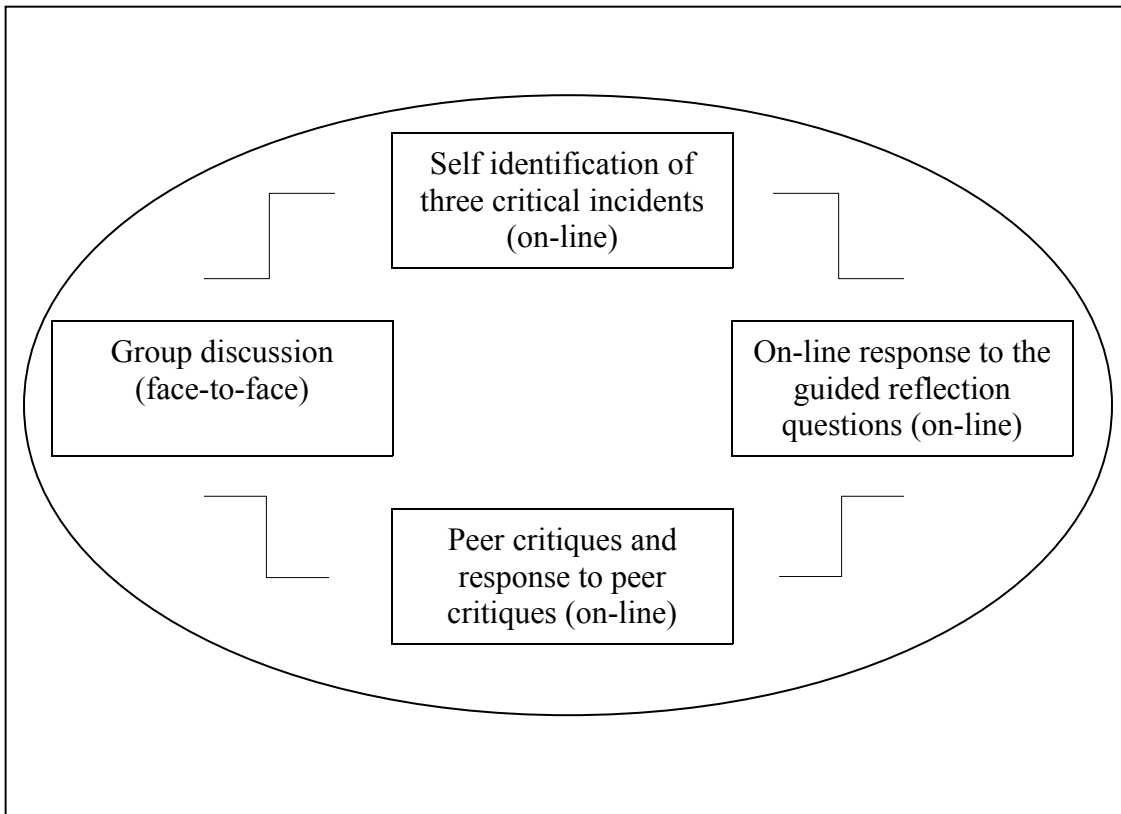 Self identification of
three critical incidents
(on-line)
Group discussion
(face-to-face)
On-line response to the
guided reflection
questions (on-line)
Peer critiques and
response to peer
critiques (on-line)